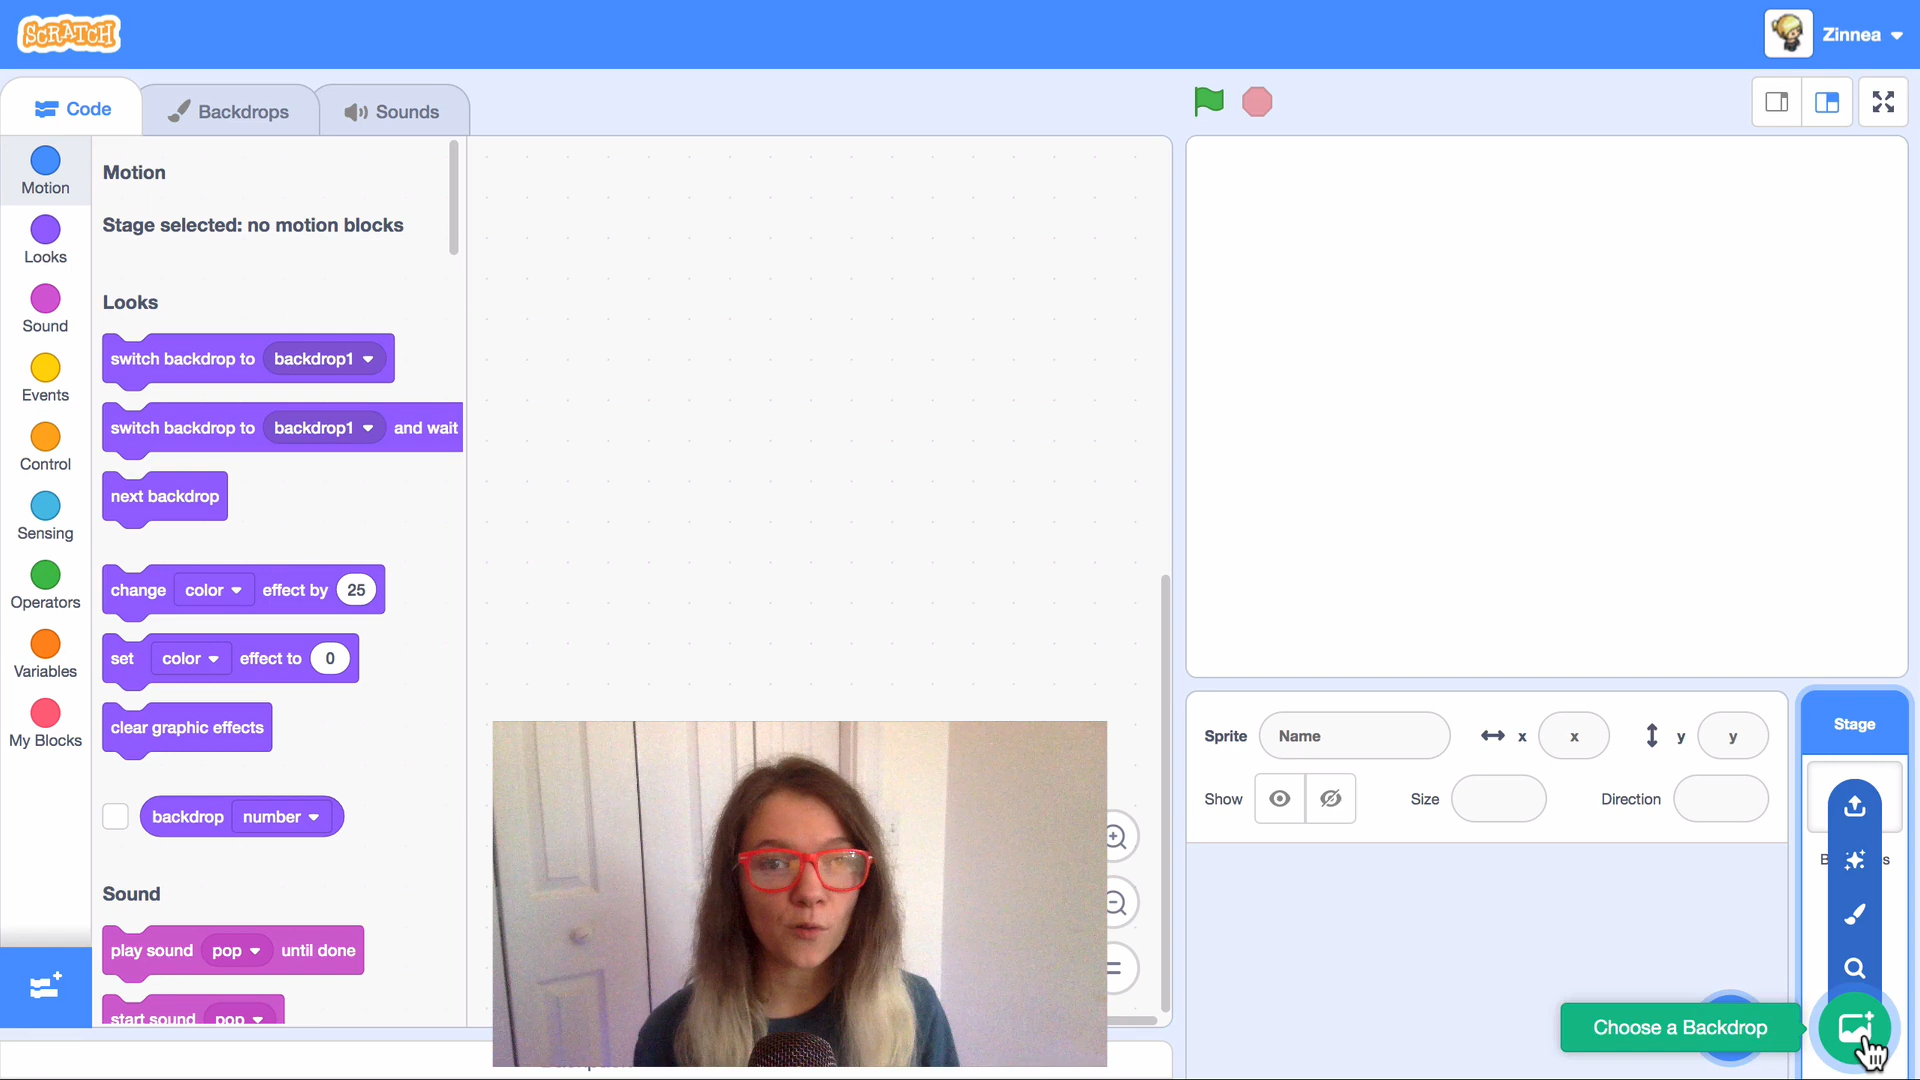 SCRATCH
Zinnea
Code
Backdrops
Sounds
Motion
Looks
Sound
Events
Control
Sensing
Operators
Variables
My Blocks
Motion
Stage selected: no motion blocks
Looks
switch backdrop to backdrop1
switch backdrop to backdrop1 and wait
next backdrop
change color effect by 25
set color effect to 0
clear graphic effects
backdrop number
Sound
play sound pop until done
start sound pop
Sprite Name x x y y
Show Size Direction
Stage
Choose a Backdrop